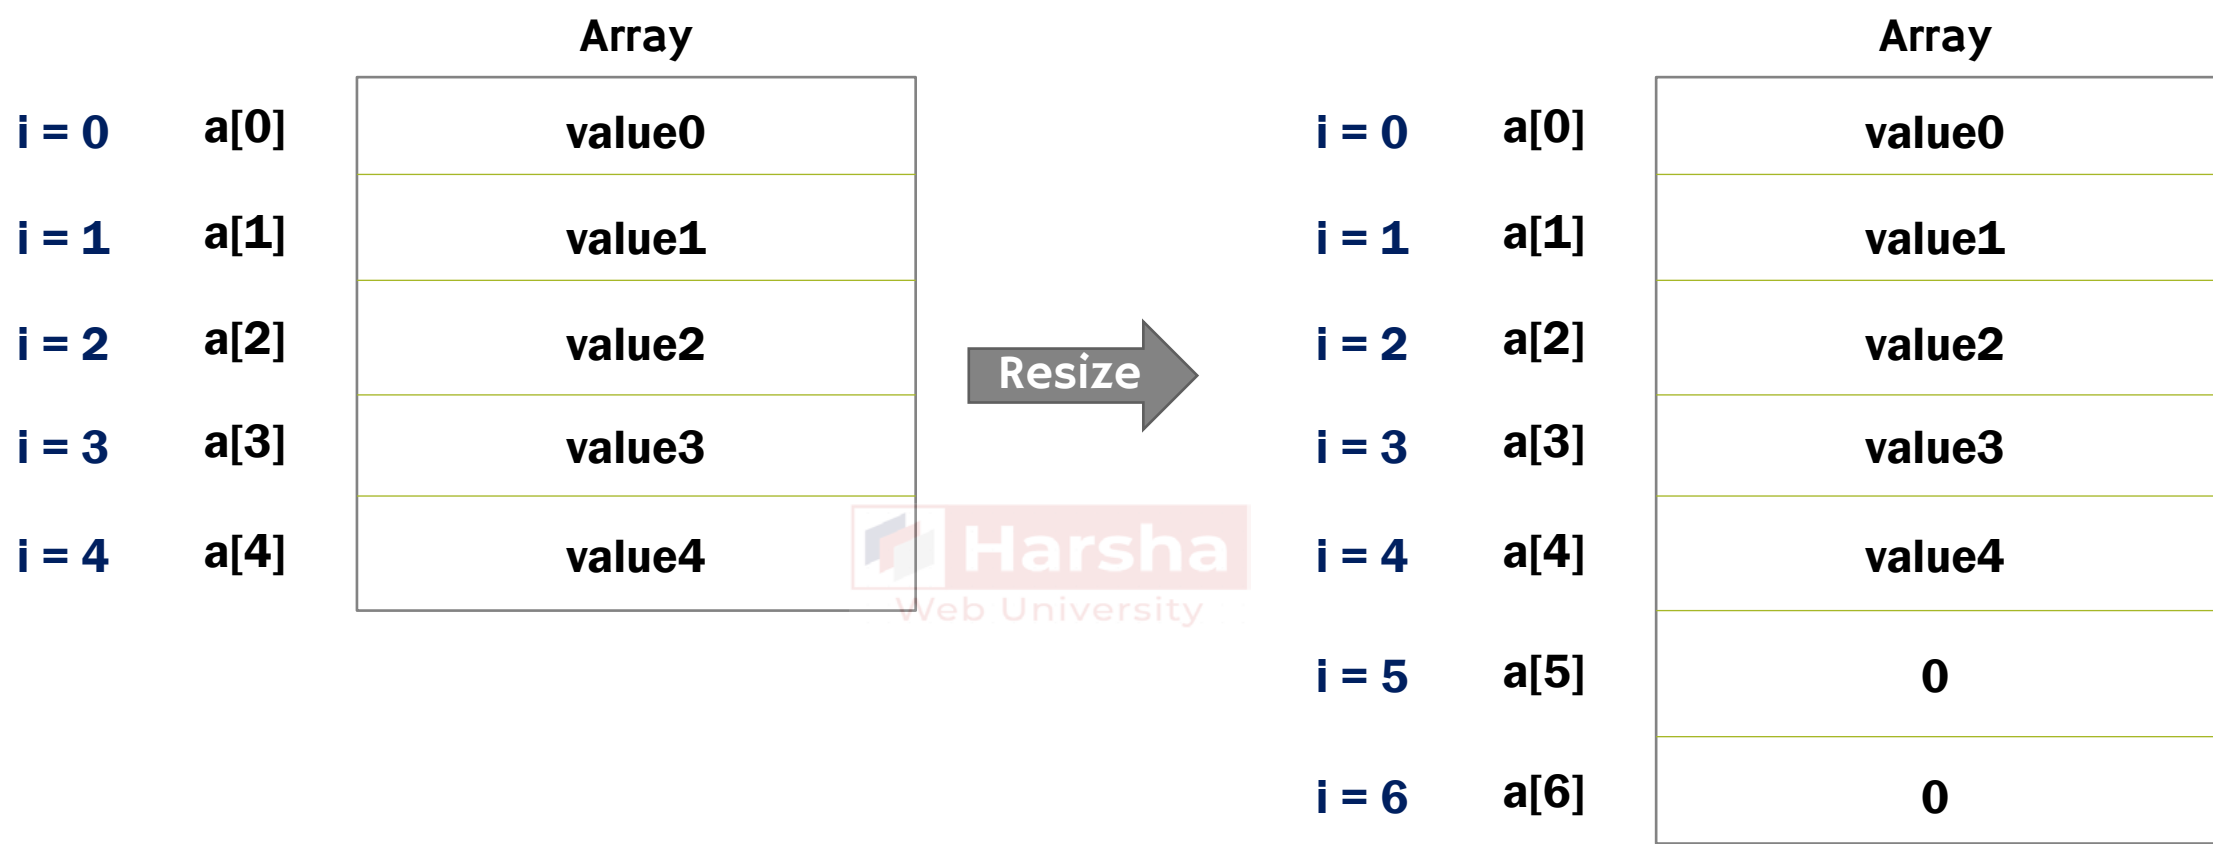 Array
i = 0 a[0] value0
i = 1 a[1] value1
i = 2 a[2] value2
i = 3 a[3] value3
i = 4 a[4] value4
Resize
Array
i = 0 a[0] value0
i = 1 a[1] value1
i = 2 a[2] value2
i = 3 a[3] value3
i = 4 a[4] value4
i = 5 a[5] 0
i = 6 a[6] 0
Harsha
Web University